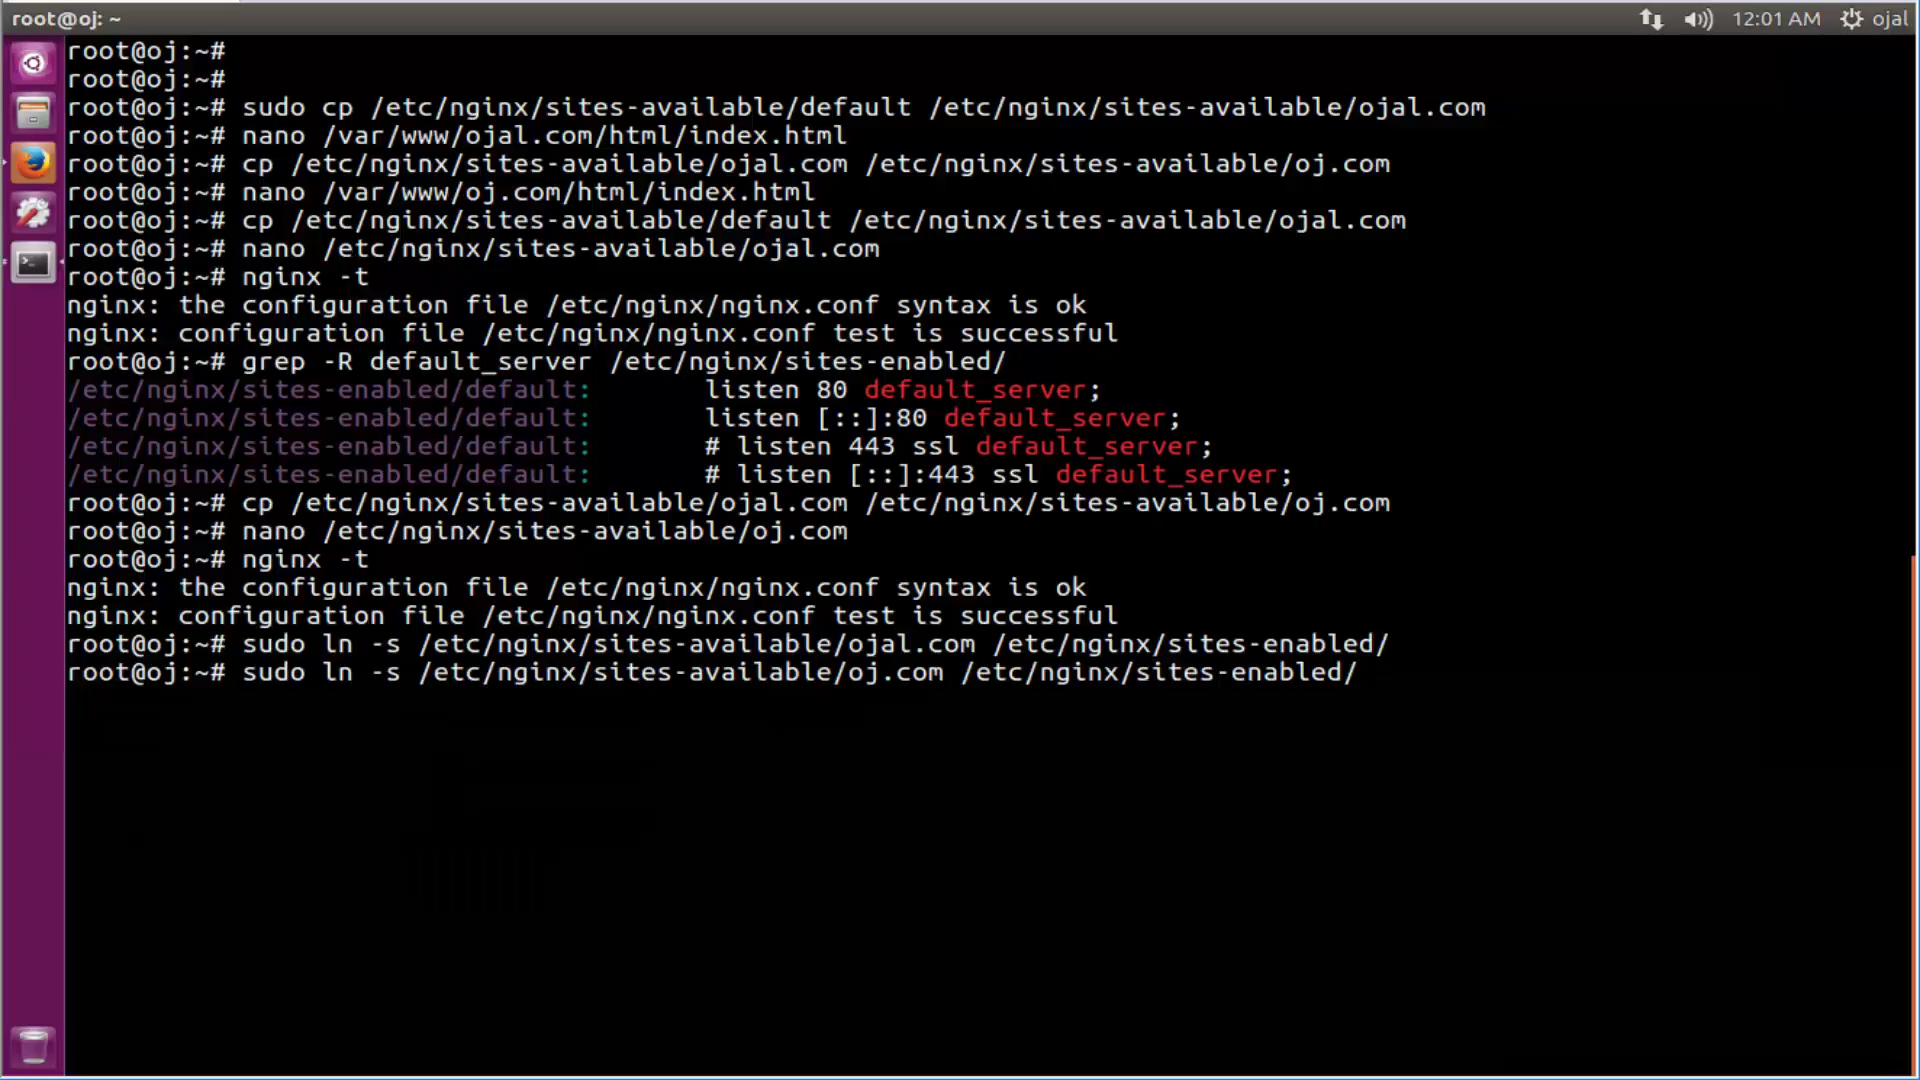 root@oj: ~
12:01 AM ojal
root@oj:~#
root@oj:~#
root@oj:~# sudo cp /etc/nginx/sites-available/default /etc/nginx/sites-available/ojal.com
root@oj:~# nano /var/www/ojal.com/html/index.html
root@oj:~# cp /etc/nginx/sites-available/ojal.com /etc/nginx/sites-available/oj.com
root@oj:~# nano /var/www/oj.com/html/index.html
root@oj:~# cp /etc/nginx/sites-available/default /etc/nginx/sites-available/ojal.com
root@oj:~# nano /etc/nginx/sites-available/ojal.com
root@oj:~# nginx -t
nginx: the configuration file /etc/nginx/nginx.conf syntax is ok
nginx: configuration file /etc/nginx/nginx.conf test is successful
root@oj:~# grep -R default_server /etc/nginx/sites-enabled/
/etc/nginx/sites-enabled/default:       listen 80 default_server;
/etc/nginx/sites-enabled/default:       listen [::]:80 default_server;
/etc/nginx/sites-enabled/default:       # listen 443 ssl default_server;
/etc/nginx/sites-enabled/default:       # listen [::]:443 ssl default_server;
root@oj:~# cp /etc/nginx/sites-available/ojal.com /etc/nginx/sites-available/oj.com
root@oj:~# nano /etc/nginx/sites-available/oj.com
root@oj:~# nginx -t
nginx: the configuration file /etc/nginx/nginx.conf syntax is ok
nginx: configuration file /etc/nginx/nginx.conf test is successful
root@oj:~# sudo ln -s /etc/nginx/sites-available/ojal.com /etc/nginx/sites-enabled/
root@oj:~# sudo ln -s /etc/nginx/sites-available/oj.com /etc/nginx/sites-enabled/